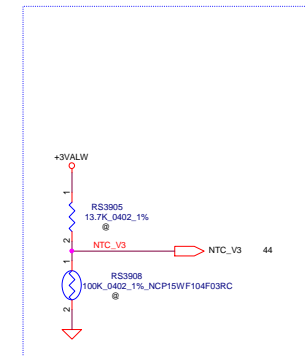 +3VALW
1
RS3905
13.7K_0402_1%
@
2
NTC_V3
NTC_V3 44
1
RS3908
100K_0402_1%_NCP15WF104F03RC
@
2